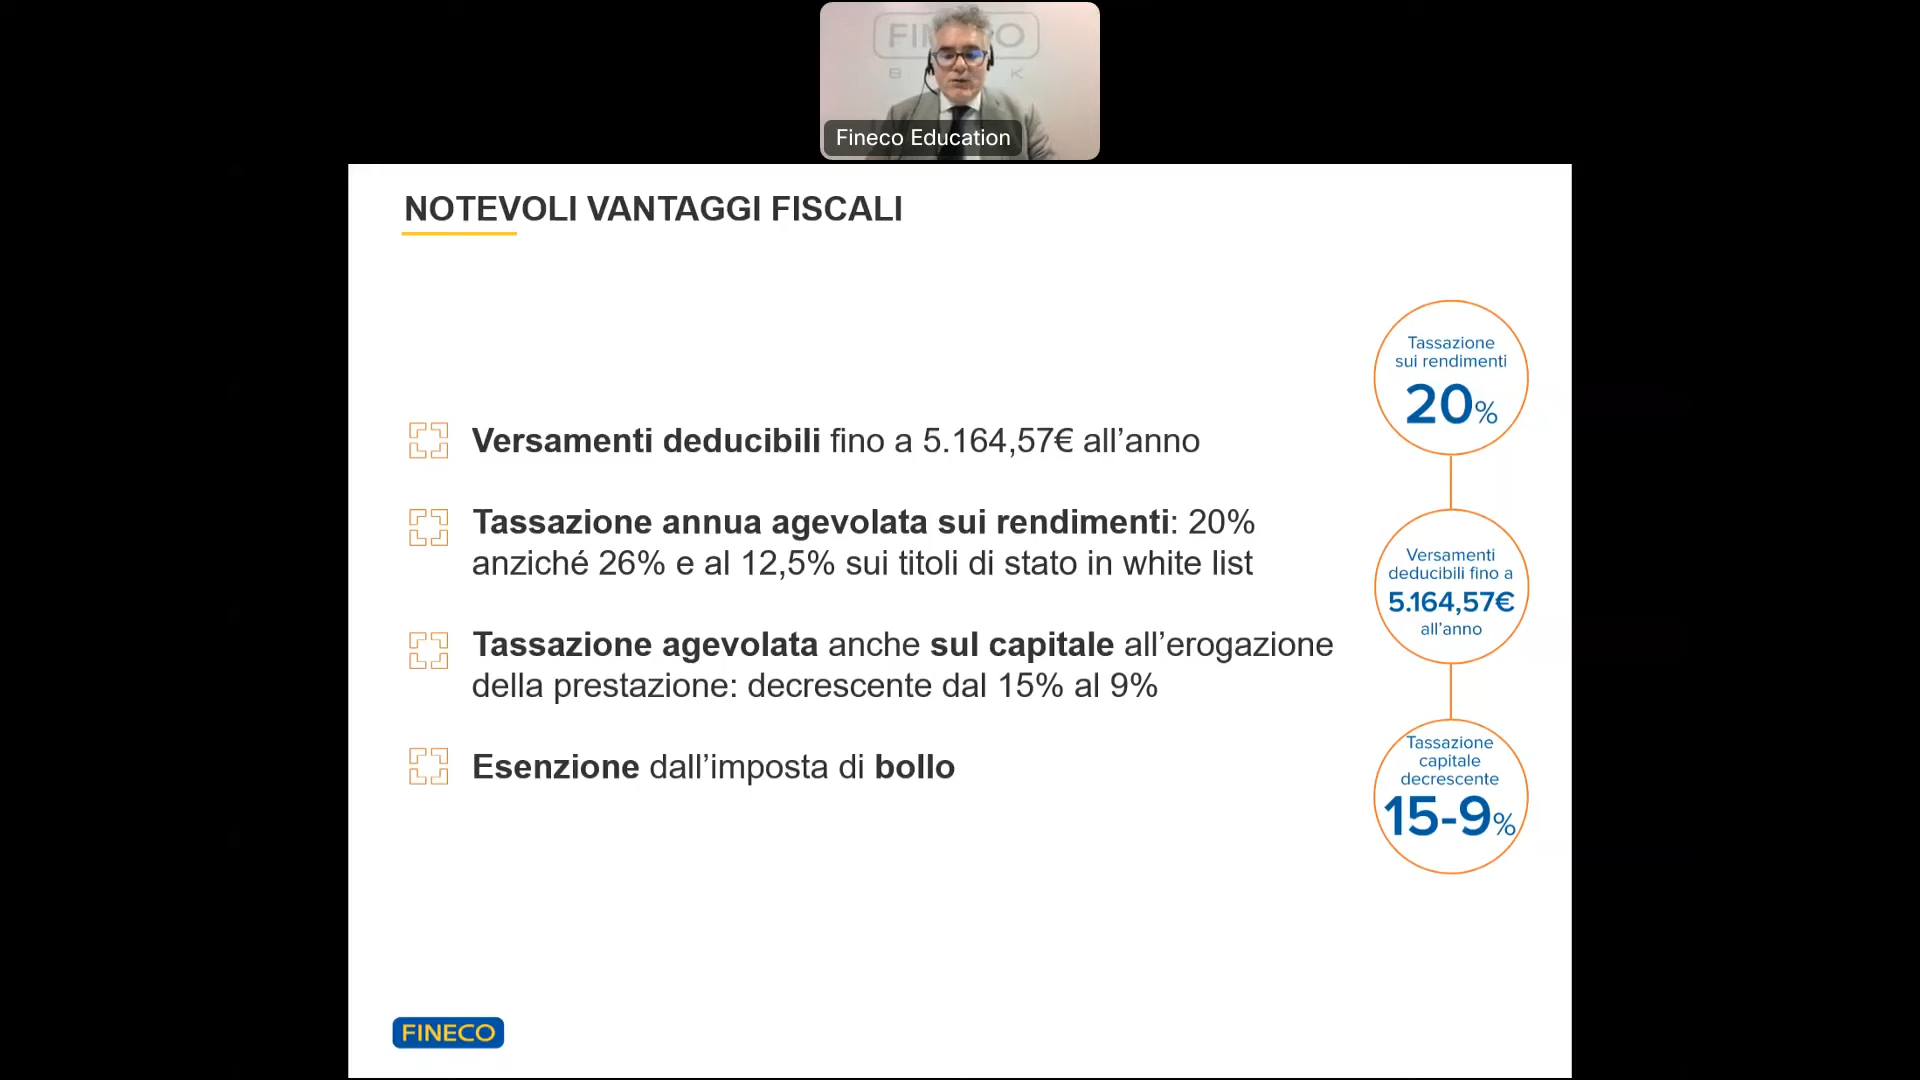 FINECO
B K
Fineco Education
NOTEVOLI VANTAGGI FISCALI
Versamenti deducibili fino a 5.164,57€ all’anno
Tassazione annua agevolata sui rendimenti: 20%
anziché 26% e al 12,5% sui titoli di stato in white list
Tassazione agevolata anche sul capitale all’erogazione
della prestazione: decrescente dal 15% al 9%
Esenzione dall’imposta di bollo
Tassazione
sui rendimenti
20%
Versamenti
deducibili fino a
5.164,57€
all’anno
Tassazione
capitale
decrescente
15-9%
FINECO